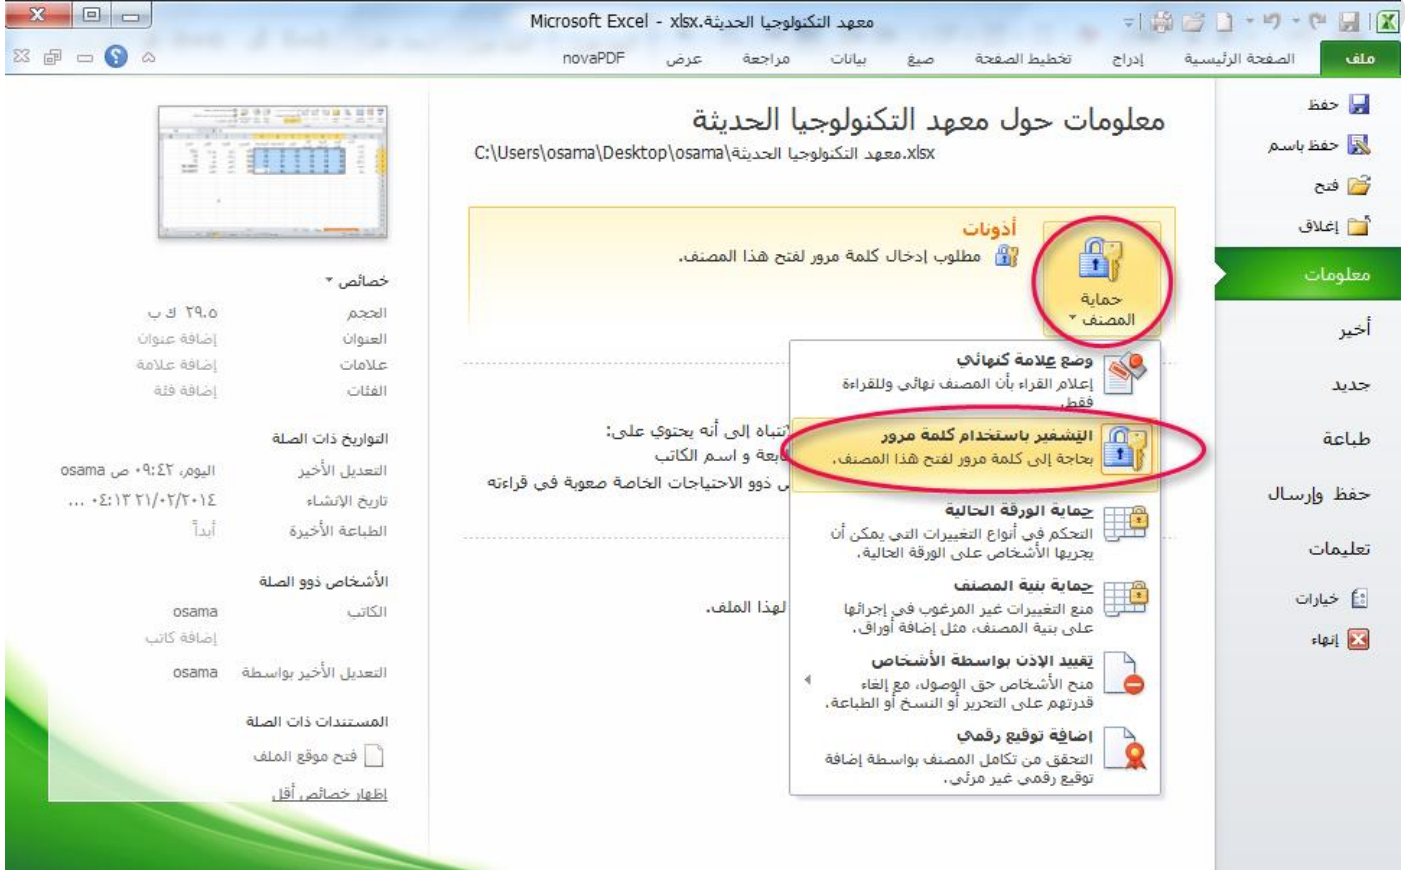 معهد التكنولوجيا الحديثة.xlsx - Microsoft Excel
ملف الصفحة الرئيسية إدراج تخطيط الصفحة صيغ بيانات مراجعة عرض novaPDF
حفظ
حفظ باسم
فتح
إغلاق
معلومات
أخير
جديد
طباعة
حفظ وإرسال
تعليمات
خيارات
إنهاء
معلومات حول معهد التكنولوجيا الحديثة
C:\Users\osama\Desktop\osama\معهد التكنولوجيا الحديثة.xlsx
حماية
المصنف
أذونات
مطلوب إدخال كلمة مرور لفتح هذا المصنف.
وضع علامة كنهائي
إعلام القراء بأن المصنف نهائي وللقراءة
فقط.
التشفير باستخدام كلمة مرور
بحاجة إلى كلمة مرور لفتح هذا المصنف.
حماية الورقة الحالية
التحكم في أنواع التغييرات التي يمكن أن
يجريها الأشخاص على الورقة الحالية.
حماية بنية المصنف
منع التغييرات غير المرغوب في إجرائها
على بنية المصنف، مثل إضافة أوراق.
تقييد الإذن بواسطة الأشخاص
منح الأشخاص حق الوصول، مع إلغاء
قدرتهم على التحرير أو النسخ أو الطباعة.
إضافة توقيع رقمي
التحقق من تكامل المصنف بواسطة إضافة
توقيع رقمي غير مرئي.
إلى أنه يحتوي على:
و اسم الكاتب
ذوو الاحتياجات الخاصة صعوبة في قراءته
لهذا الملف.
خصائص
الحجم ٢٩.٥ ك ب
العنوان إضافة عنوان
علامات إضافة علامة
الفئات إضافة فئة
التواريخ ذات الصلة
التعديل الأخير اليوم، ٠٩:٤٢ ص osama
تاريخ الإنشاء ٢١/٠٢/٢٠١٤ ٠٤:١٣ ...
الطباعة الأخيرة أبداً
الأشخاص ذوو الصلة
الكاتب osama
إضافة كاتب
التعديل الأخير بواسطة osama
المستندات ذات الصلة
فتح موقع الملف
إظهار خصائص أقل